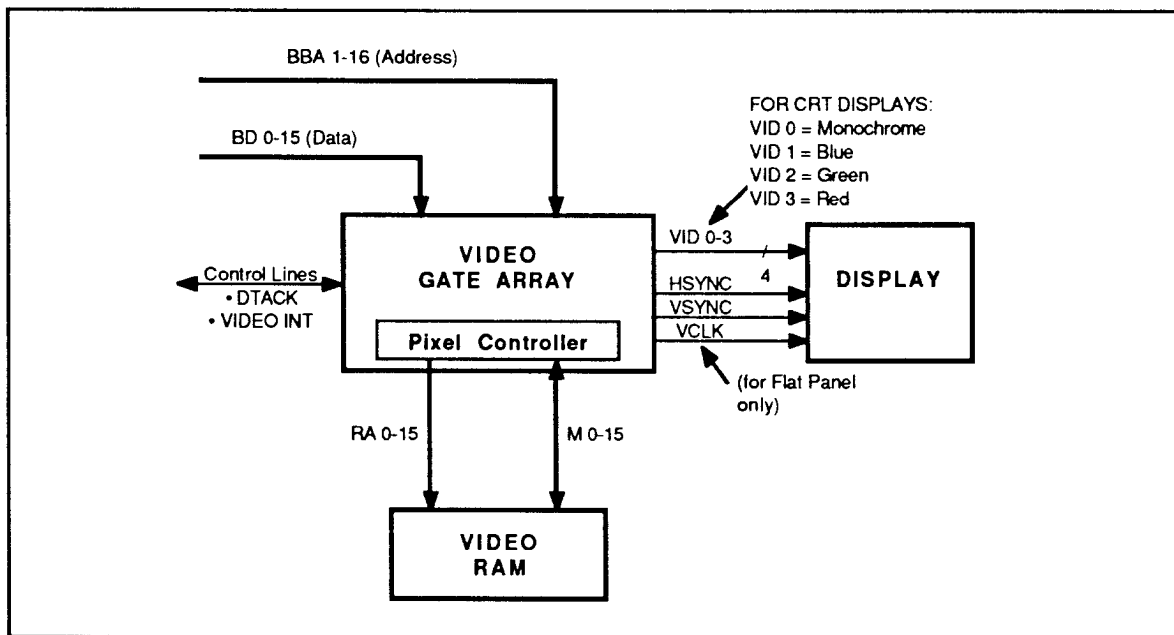 BBA 1-16 (Address)
BD 0-15 (Data)
FOR CRT DISPLAYS:
VID 0 = Monochrome
VID 1 = Blue
VID 2 = Green
VID 3 = Red
Control Lines
• DTACK
• VIDEO INT
VIDEO
GATE ARRAY
Pixel Controller
VID 0-3
/
4
HSYNC
VSYNC
VCLK
DISPLAY
(for Flat Panel
only)
RA 0-15
M 0-15
VIDEO
RAM